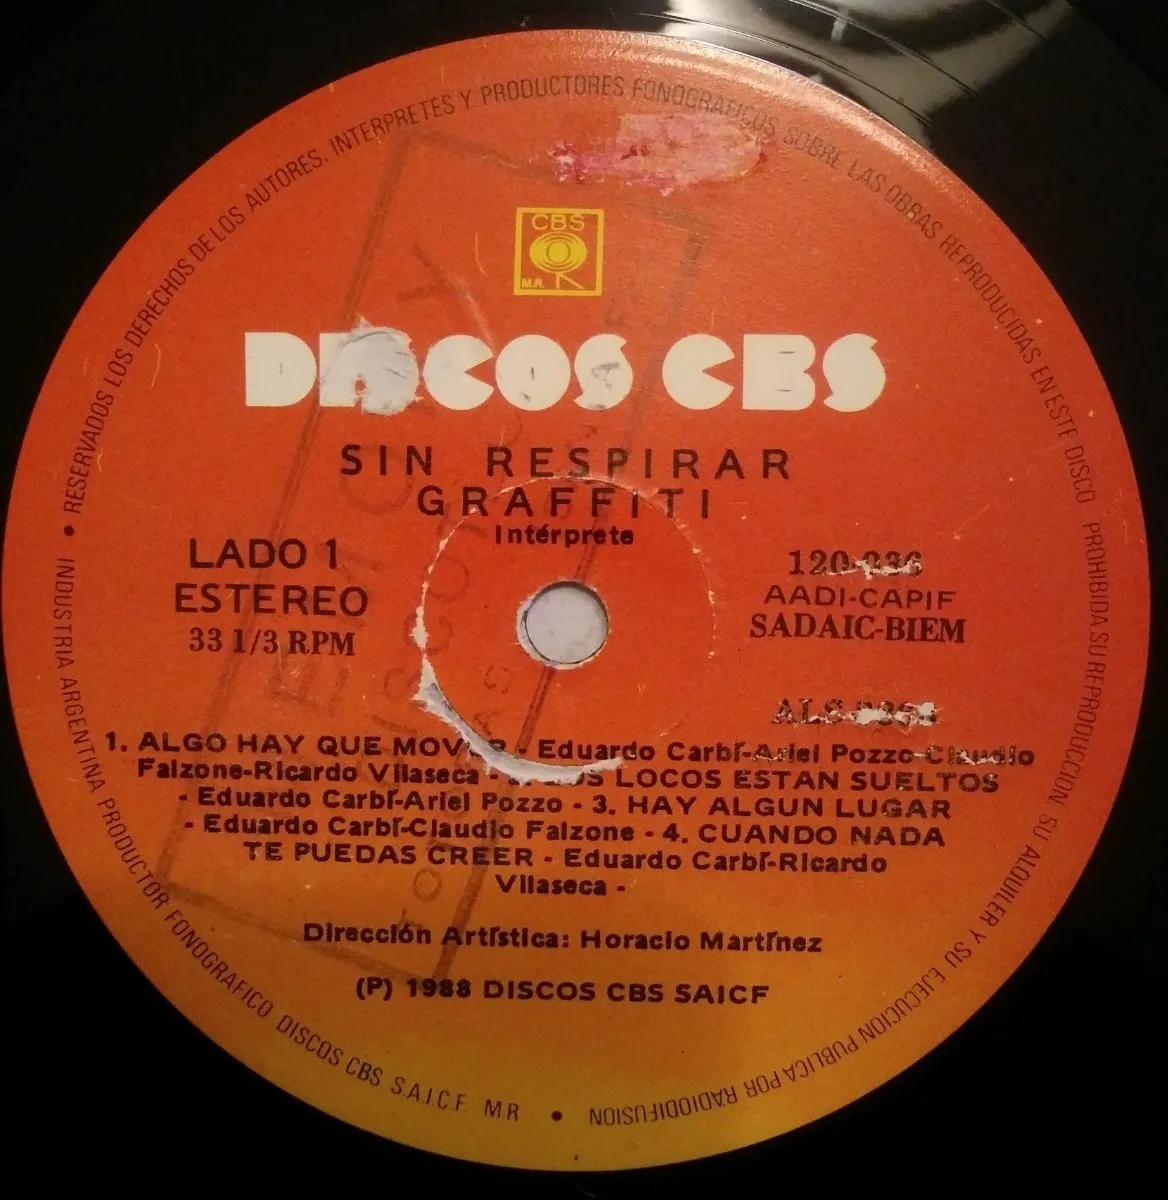 RESERVADOS LOS DERECHOS DE LOS AUTORES, INTERPRETES Y PRODUCTORES FONOGRAFICOS SOBRE LAS OBRAS REPRODUCIDAS EN ESTE DISCO PROHIBIDA SU REPRODUCCION SU ALQUILER Y SU EJECUCION PUBLICA POR RADIODIFUSION
CBS
M.R.
DISCOS CBS
SIN RESPIRAR
GRAFFITI
Intérprete
LADO 1
ESTEREO
33 1/3 RPM
AADI-CAPIF
SADAIC-BIEM
1. ALGO HAY QUE MOVER - Eduardo Carbí-Ariel Pozzo-Claudio
Falzone-Ricardo Vilaseca - LOS LOCOS ESTAN SUELTOS
- Eduardo Carbí-Ariel Pozzo - 3. HAY ALGUN LUGAR
- Eduardo Carbí-Claudio Falzone - 4. CUANDO NADA
TE PUEDAS CREER - Eduardo Carbí-Ricardo
Vilaseca -
Dirección Artística: Horacio Martínez
(P) 1988 DISCOS CBS SAICF
INDUSTRIA ARGENTINA PRODUCTOR FONOGRAFICO DISCOS CBS S.A.I.C.F. M.R.